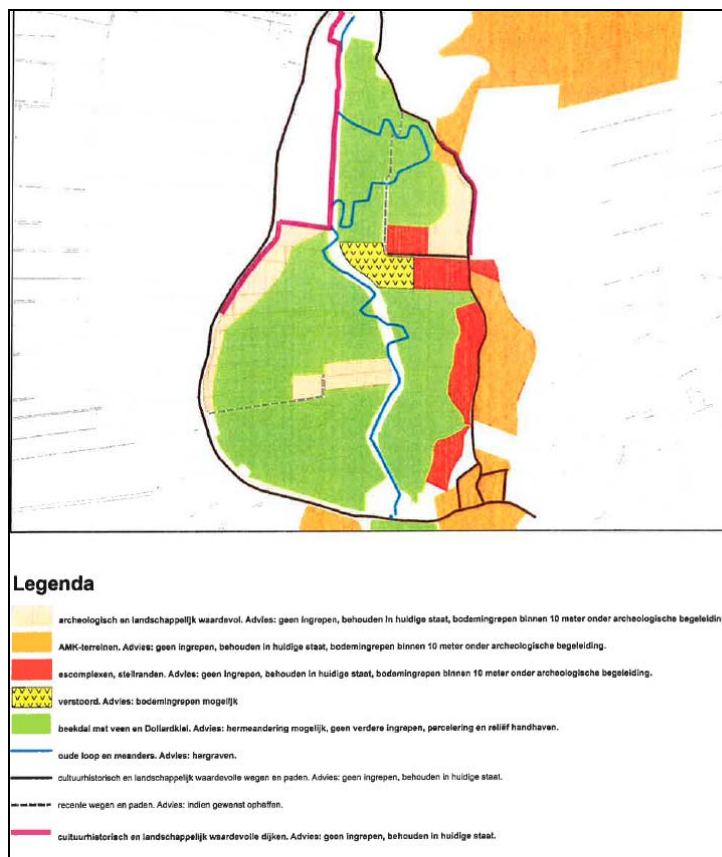 Legenda
archeologisch en landschappelijk waardevol. Advies: geen ingrepen, behouden in huidige staat, bodemingrepen binnen 10 meter onder archeologische begeleidin
AMK-terreinen. Advies: geen ingrepen, behouden in huidige staat, bodemingrepen binnen 10 meter onder archeologische begeleiding.
escomplexen, steilranden. Advies: geen ingrepen, behouden in huidige staat, bodemingrepen binnen 10 meter onder archeologische begeleiding.
verstoord. Advies: bodemingrepen mogelijk
beekdal met veen en Dollardklei. Advies: hermeandering mogelijk, geen verdere ingrepen, parcelering en reliëf handhaven.
oude loop en meanders. Advies: hergraven.
cultuurhistorisch en landschappelijk waardevolle wegen en paden. Advies: geen ingrepen, behouden in huidige staat.
recente wegen en paden. Advies: indien gewenst opheffen.
cultuurhistorisch en landschappelijk waardevolle dijken. Advies: geen ingrepen, behouden in huidige staat.